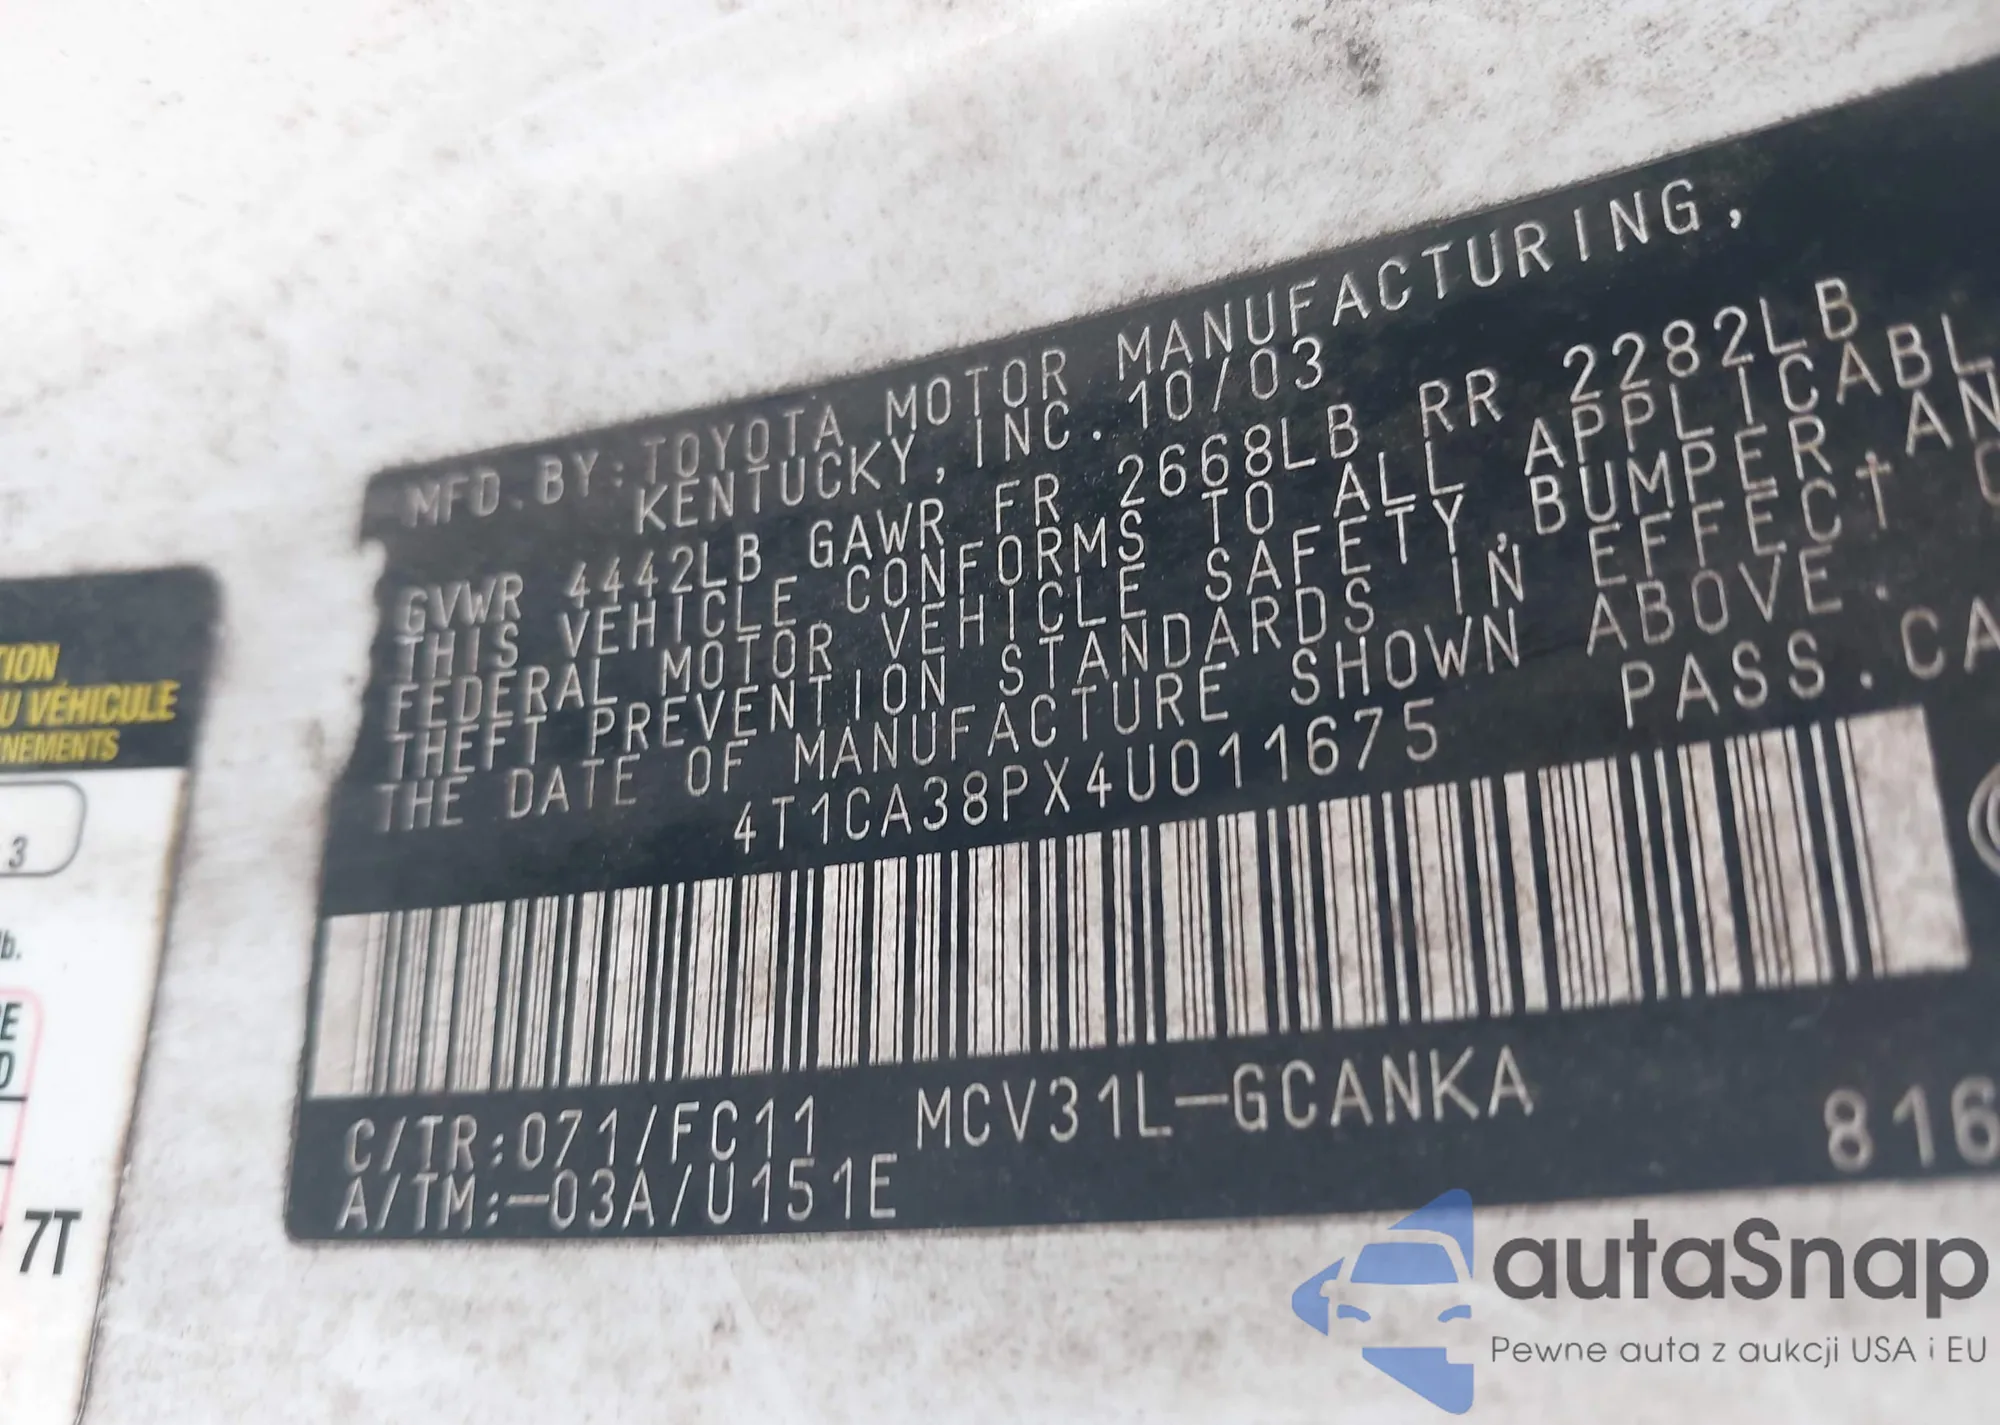 MFD.BY:TOYOTA MOTOR MANUFACTURING,
KENTUCKY, INC. 10/03
GVWR 4442LB GAWR FR 2668LB RR 2282LB
THIS VEHICLE CONFORMS TO ALL APPLICABL
FEDERAL MOTOR VEHICLE SAFETY,BUMPER,AN
THEFT PREVENTION STANDARDS IN EFFECT O
THE DATE OF MANUFACTURE SHOWN ABOVE.
4T1CA38PX4U011675 PASS.CA
C/TR:071/FC11 MCV31L-GCANKA
A/TM:-03A/U151E 816
TION
U VÉHICULE
NEMENTS
3
lb.
7T
autaSnap
Pewne auta z aukcji USA i EU